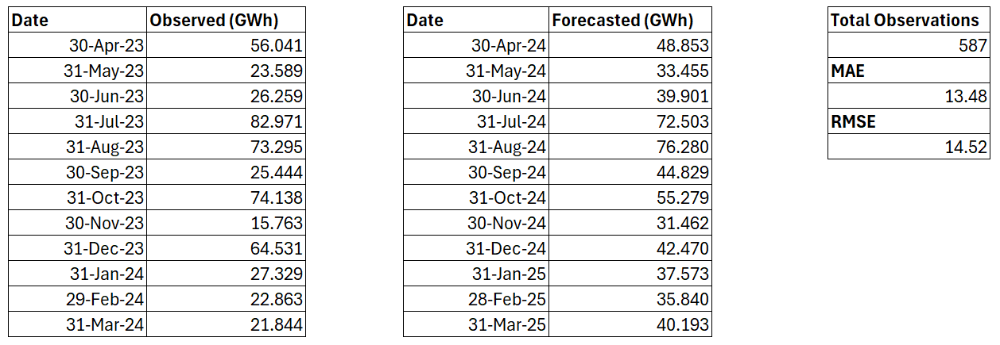 Date Observed (GWh) Date Forecasted (GWh) Total Observations
30-Apr-23 56.041 30-Apr-24 48.853 587
31-May-23 23.589 31-May-24 33.455 MAE
30-Jun-23 26.259 30-Jun-24 39.901 13.48
31-Jul-23 82.971 31-Jul-24 72.503 RMSE
31-Aug-23 73.295 31-Aug-24 76.280 14.52
30-Sep-23 25.444 30-Sep-24 44.829
31-Oct-23 74.138 31-Oct-24 55.279
30-Nov-23 15.763 30-Nov-24 31.462
31-Dec-23 64.531 31-Dec-24 42.470
31-Jan-24 27.329 31-Jan-25 37.573
29-Feb-24 22.863 28-Feb-25 35.840
31-Mar-24 21.844 31-Mar-25 40.193